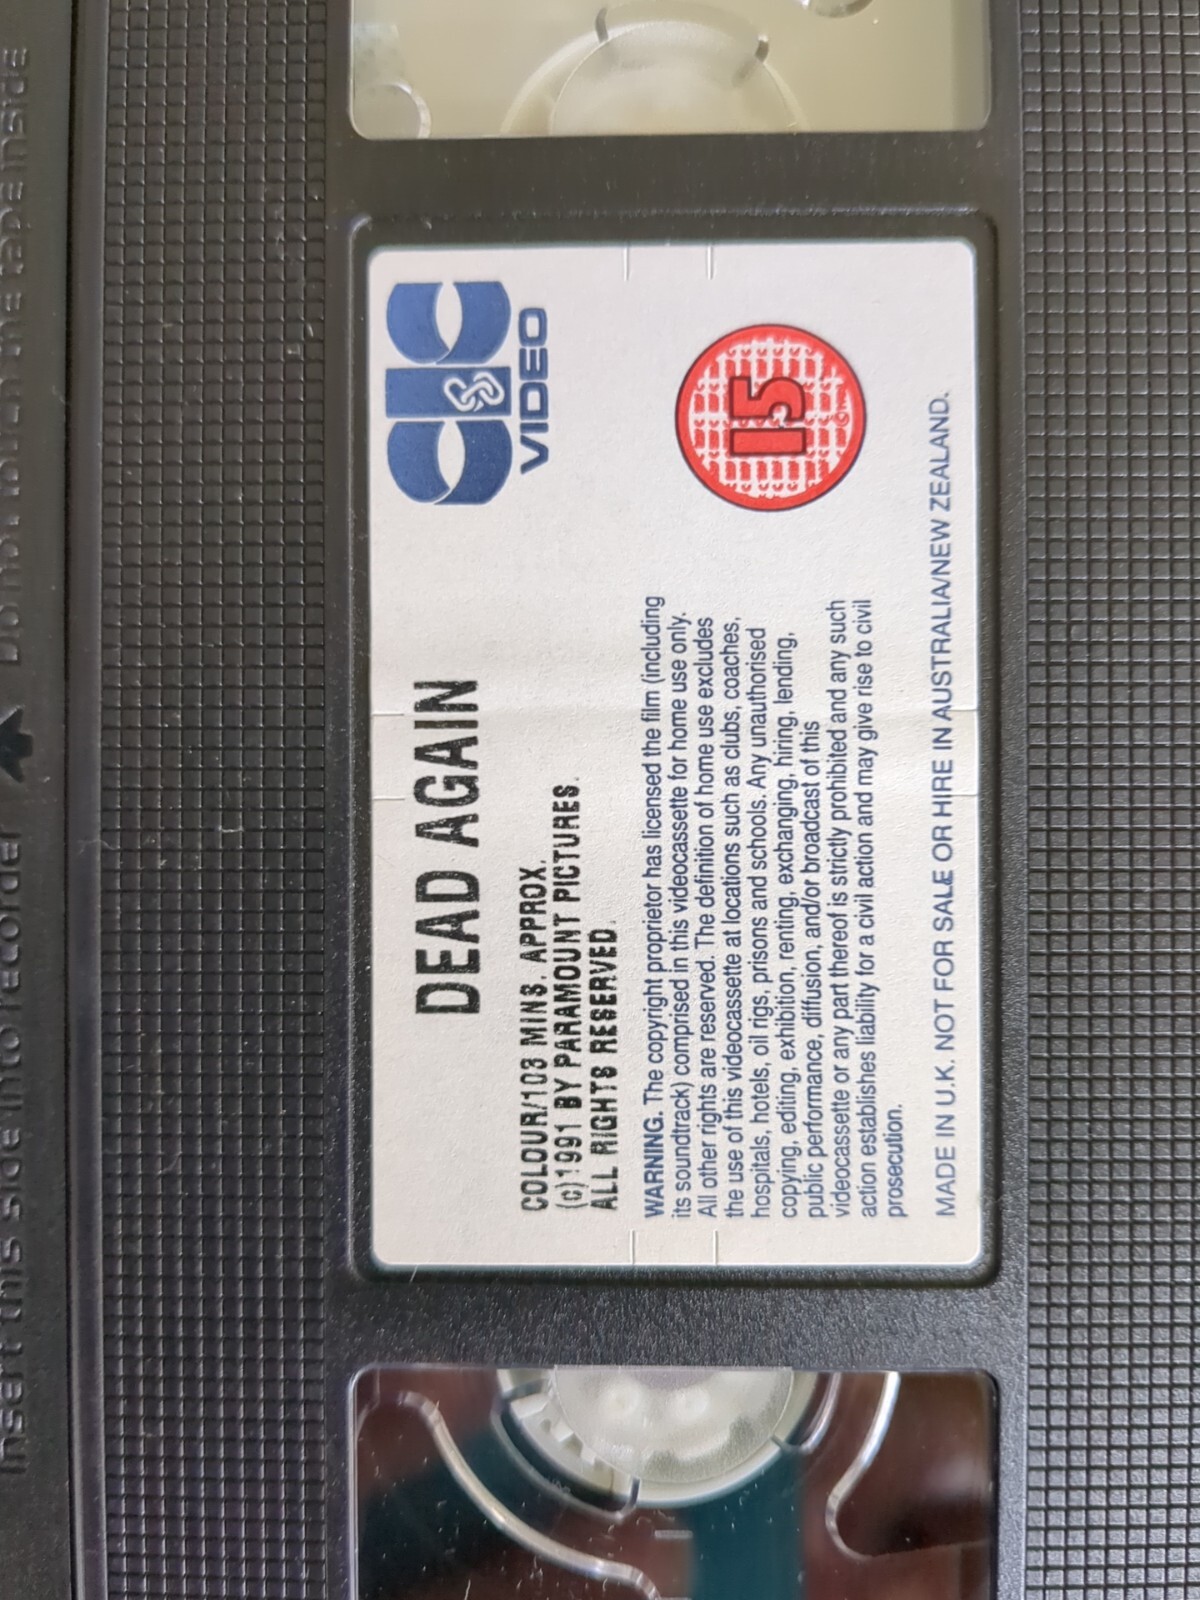 CIC
VIDEO
DEAD AGAIN
COLOUR/103 MINS. APPROX.
(c)1991 BY PARAMOUNT PICTURES.
ALL RIGHTS RESERVED.
15
WARNING. The copyright proprietor has licensed the film (including
its soundtrack) comprised in this videocassette for home use only.
All other rights are reserved. The definition of home use excludes
the use of this videocassette at locations such as clubs, coaches,
hospitals, hotels, oil rigs, prisons and schools. Any unauthorised
copying, editing, exhibition, renting, exchanging, hiring, lending,
public performance, diffusion, and/or broadcast of this
videocassette or any part thereof is strictly prohibited and any such
action establishes liability for a civil action and may give rise to civil
prosecution.
MADE IN U.K. NOT FOR SALE OR HIRE IN AUSTRALIA/NEW ZEALAND.
Insert this side into recorder Do not touch the tape inside